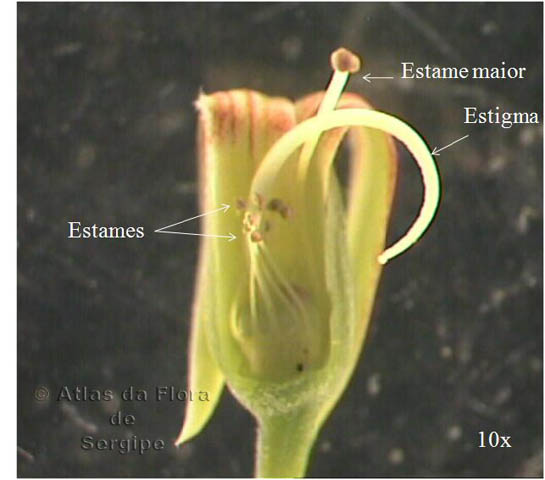 Estame maior
Estigma
Estames
© Atlas da Flora
de
Sergipe
10x